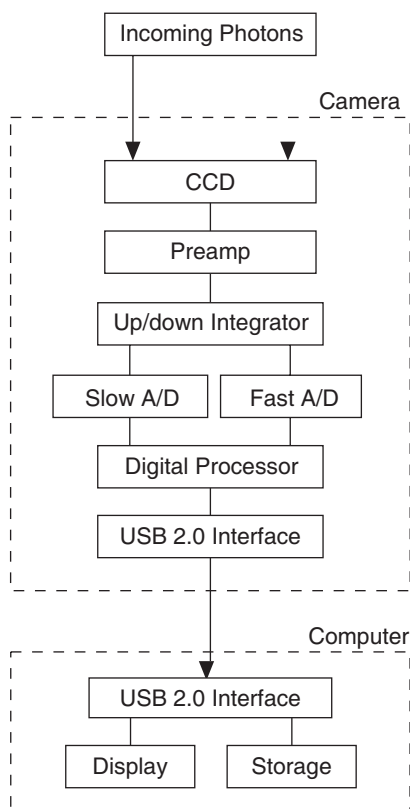 Incoming Photons
Camera
CCD
Preamp
Up/down Integrator
Slow A/D
Fast A/D
Digital Processor
USB 2.0 Interface
Computer
USB 2.0 Interface
Display
Storage